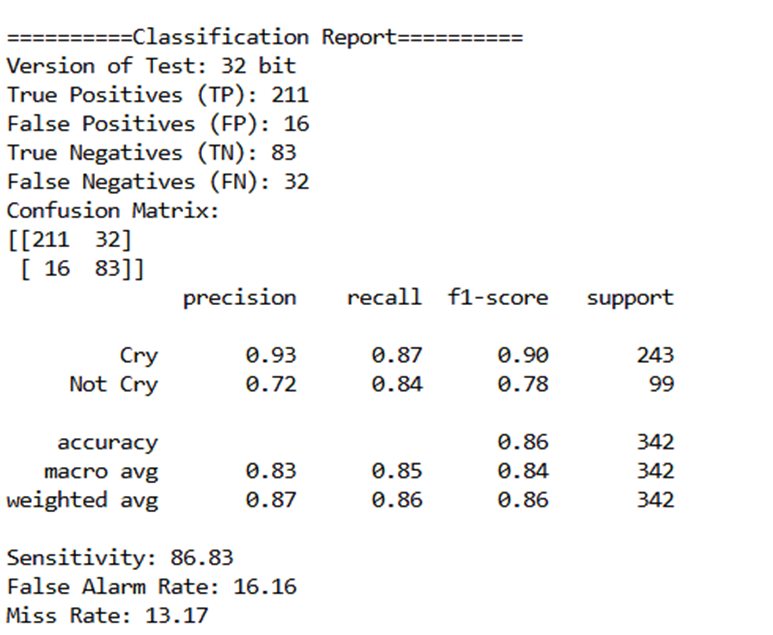 ==========Classification Report==========
Version of Test: 32 bit
True Positives (TP): 211
False Positives (FP): 16
True Negatives (TN): 83
False Negatives (FN): 32
Confusion Matrix:
[[211  32]
 [ 16  83]]
              precision    recall  f1-score   support

         Cry       0.93      0.87      0.90       243
     Not Cry       0.72      0.84      0.78        99

    accuracy                           0.86       342
   macro avg       0.83      0.85      0.84       342
weighted avg       0.87      0.86      0.86       342

Sensitivity: 86.83
False Alarm Rate: 16.16
Miss Rate: 13.17